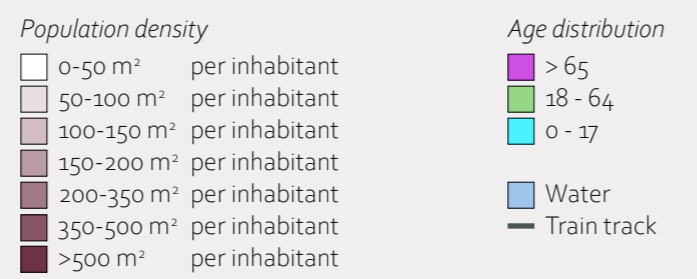 Population density
0-50 m² per inhabitant
50-100 m² per inhabitant
100-150 m² per inhabitant
150-200 m² per inhabitant
200-350 m² per inhabitant
350-500 m² per inhabitant
>500 m² per inhabitant
Age distribution
> 65
18 - 64
0 - 17
Water
Train track